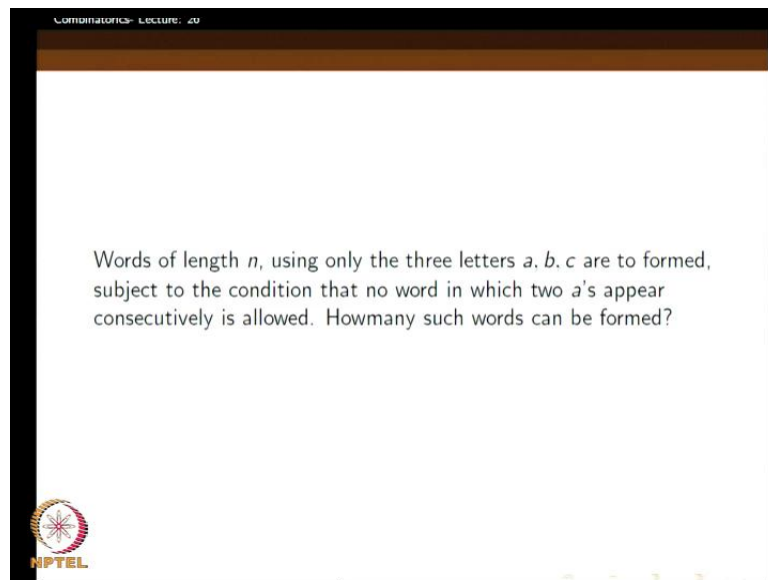 Combinatorics- Lecture: 20
Words of length n, using only the three letters a, b, c are to formed,
subject to the condition that no word in which two a's appear
consecutively is allowed. Howmany such words can be formed?
NPTEL